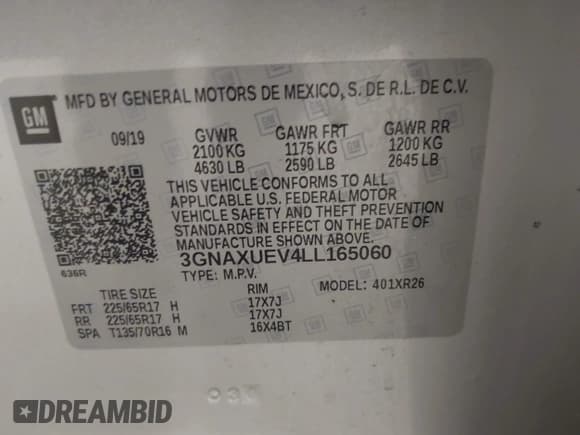 GM
MFD BY GENERAL MOTORS DE MEXICO, S. DE R.L. DE C.V.
09/19 GVWR GAWR FRT GAWR RR
2100 KG 1175 KG 1200 KG
4630 LB 2590 LB 2645 LB
THIS VEHICLE CONFORMS TO ALL
APPLICABLE U.S. FEDERAL MOTOR
VEHICLE SAFETY AND THEFT PREVENTION
STANDARDS IN EFFECT ON THE DATE OF
MANUFACTURE SHOWN ABOVE.
3GNAXUEV4LL165060
636R
TYPE: M.P.V. MODEL: 401XR26
TIRE SIZE RIM
FRT 225/65R17 H 17X7J
RR 225/65R17 H 17X7J
SPA T135/70R16 M 16X4BT
DREAMBID